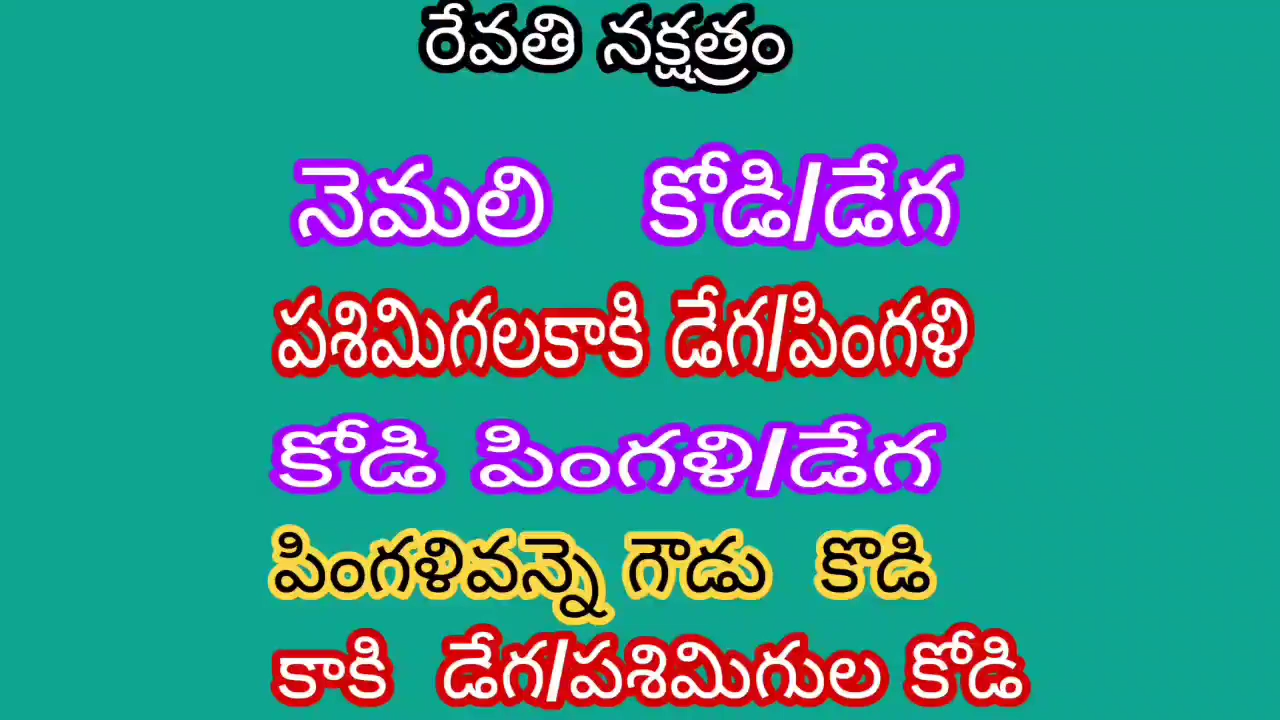 రేవతి నక్షత్రం
నెమలి కోడి/డేగ
పశిమిగలకాకి డేగ/పింగళి
కోడి పింగళి/డేగ
పింగళివన్నె గౌడు కొడి
కాకి డేగ/పశిమిగుల కోడి